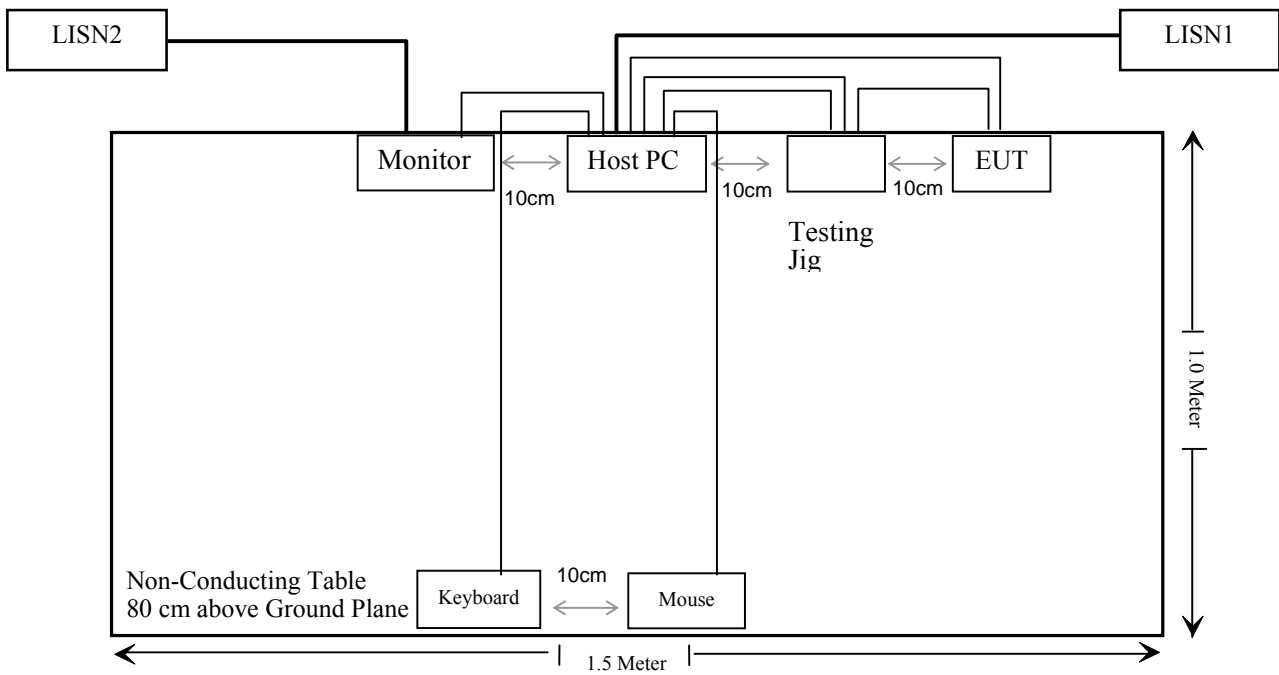 LISN2
LISN1
Monitor
Host PC
EUT
10cm
10cm
10cm
Testing
Jig
1.0 Meter
Non-Conducting Table
80 cm above Ground Plane
Keyboard
10cm
Mouse
1.5 Meter